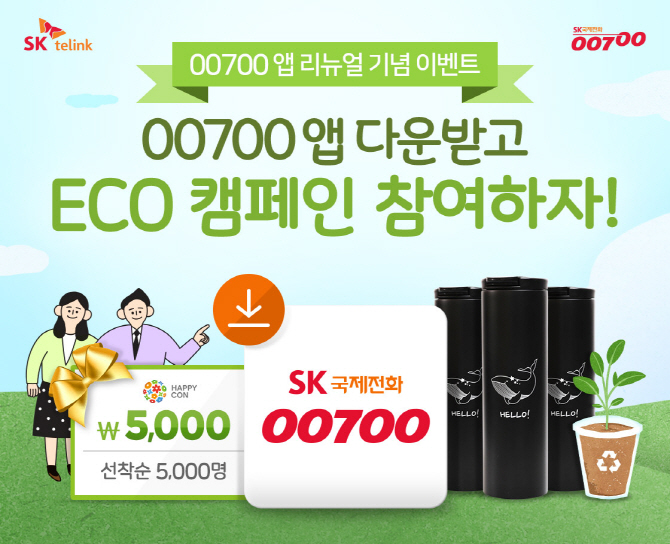 SK telink
SK국제전화
00700
00700 앱 리뉴얼 기념 이벤트
00700 앱 다운받고
ECO 캠페인 참여하자!
HAPPY
CON
₩ 5,000
선착순 5,000명
SK 국제전화
00700
HELLO!
HELLO!
HELLO!